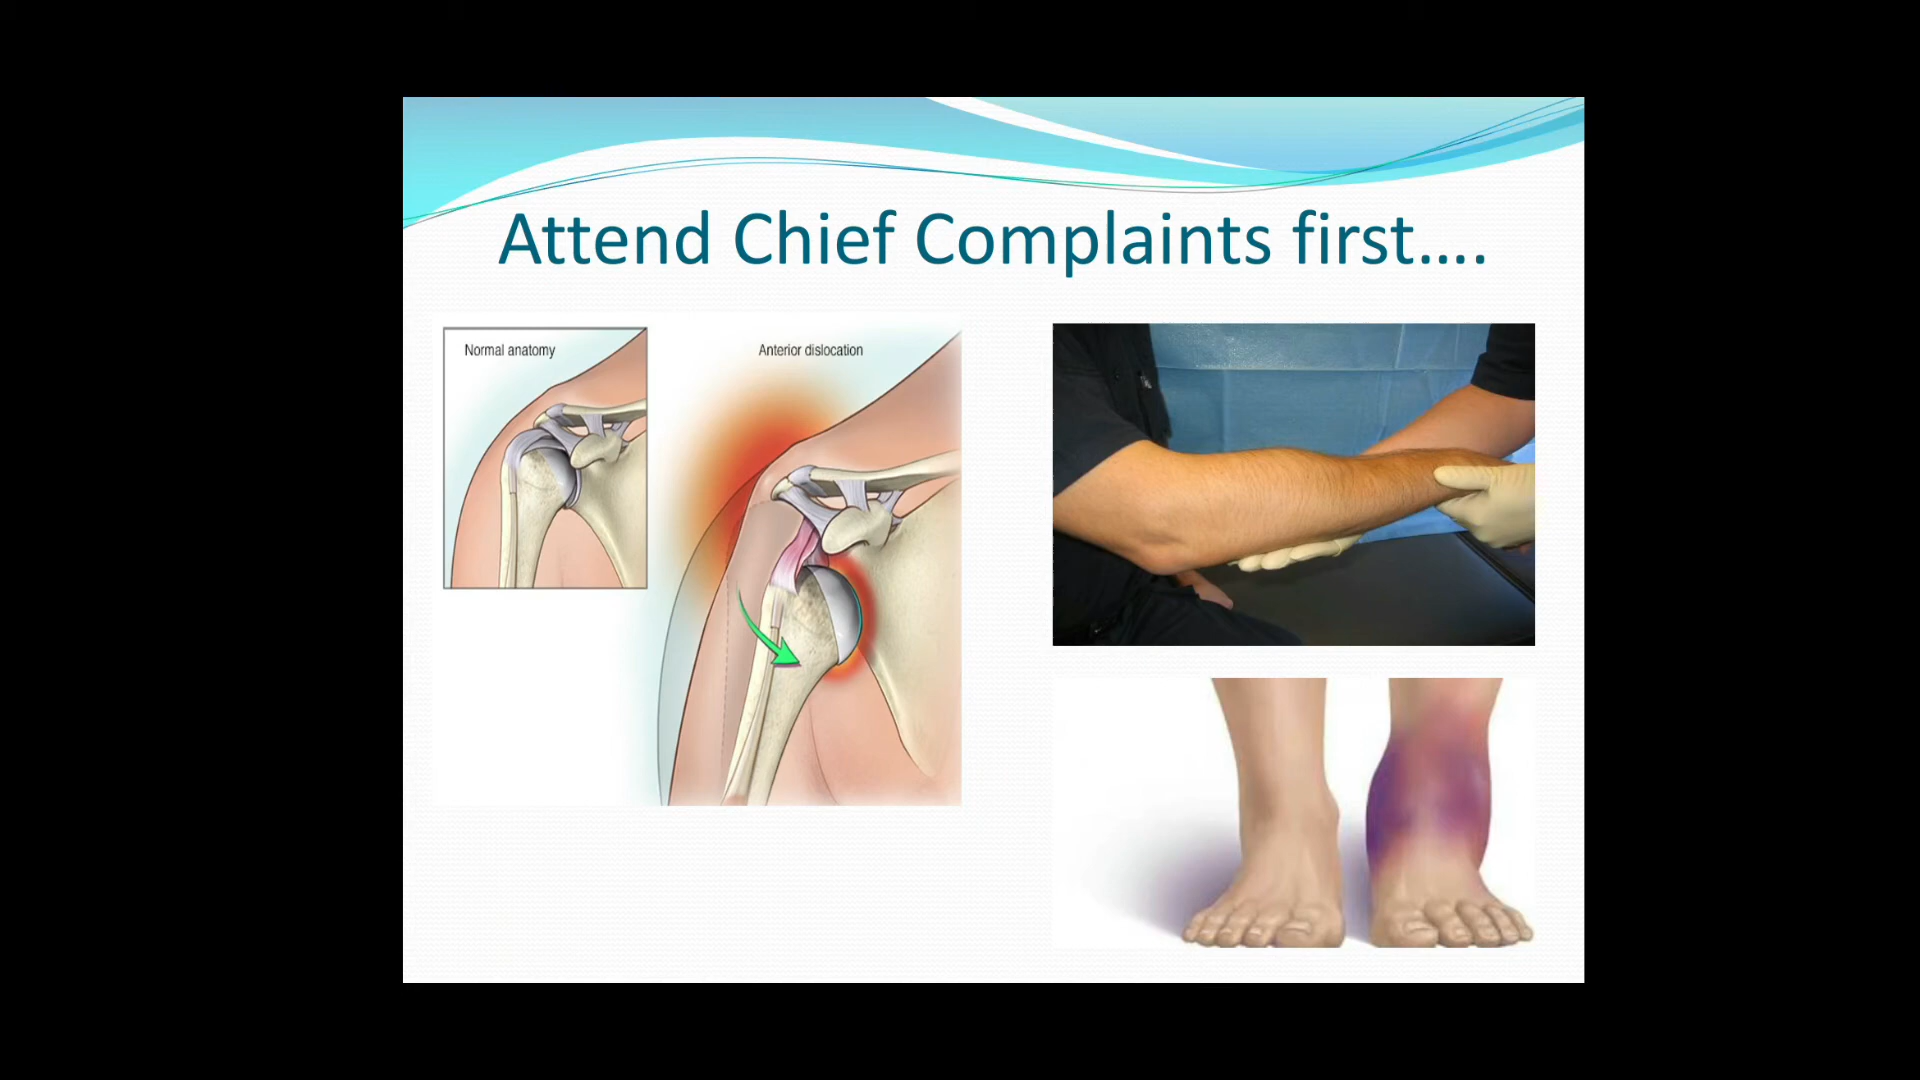 Attend Chief Complaints first....
Normal anatomy
Anterior dislocation